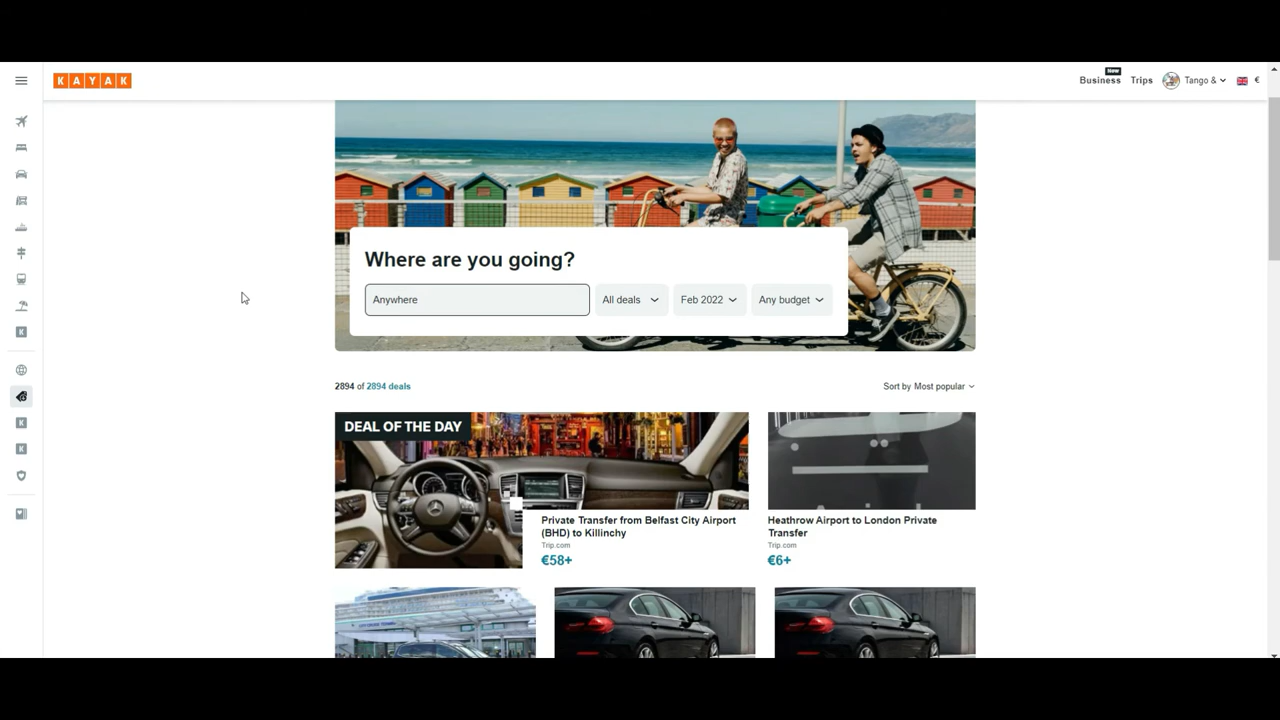 KAYAK
New
Business
Trips
Tango &
€
Where are you going?
Anywhere
All deals
Feb 2022
Any budget
2894 of 2894 deals
Sort by Most popular
DEAL OF THE DAY
Private Transfer from Belfast City Airport
(BHD) to Killinchy
Trip.com
€58+
Heathrow Airport to London Private
Transfer
Trip.com
€6+
K
K
K